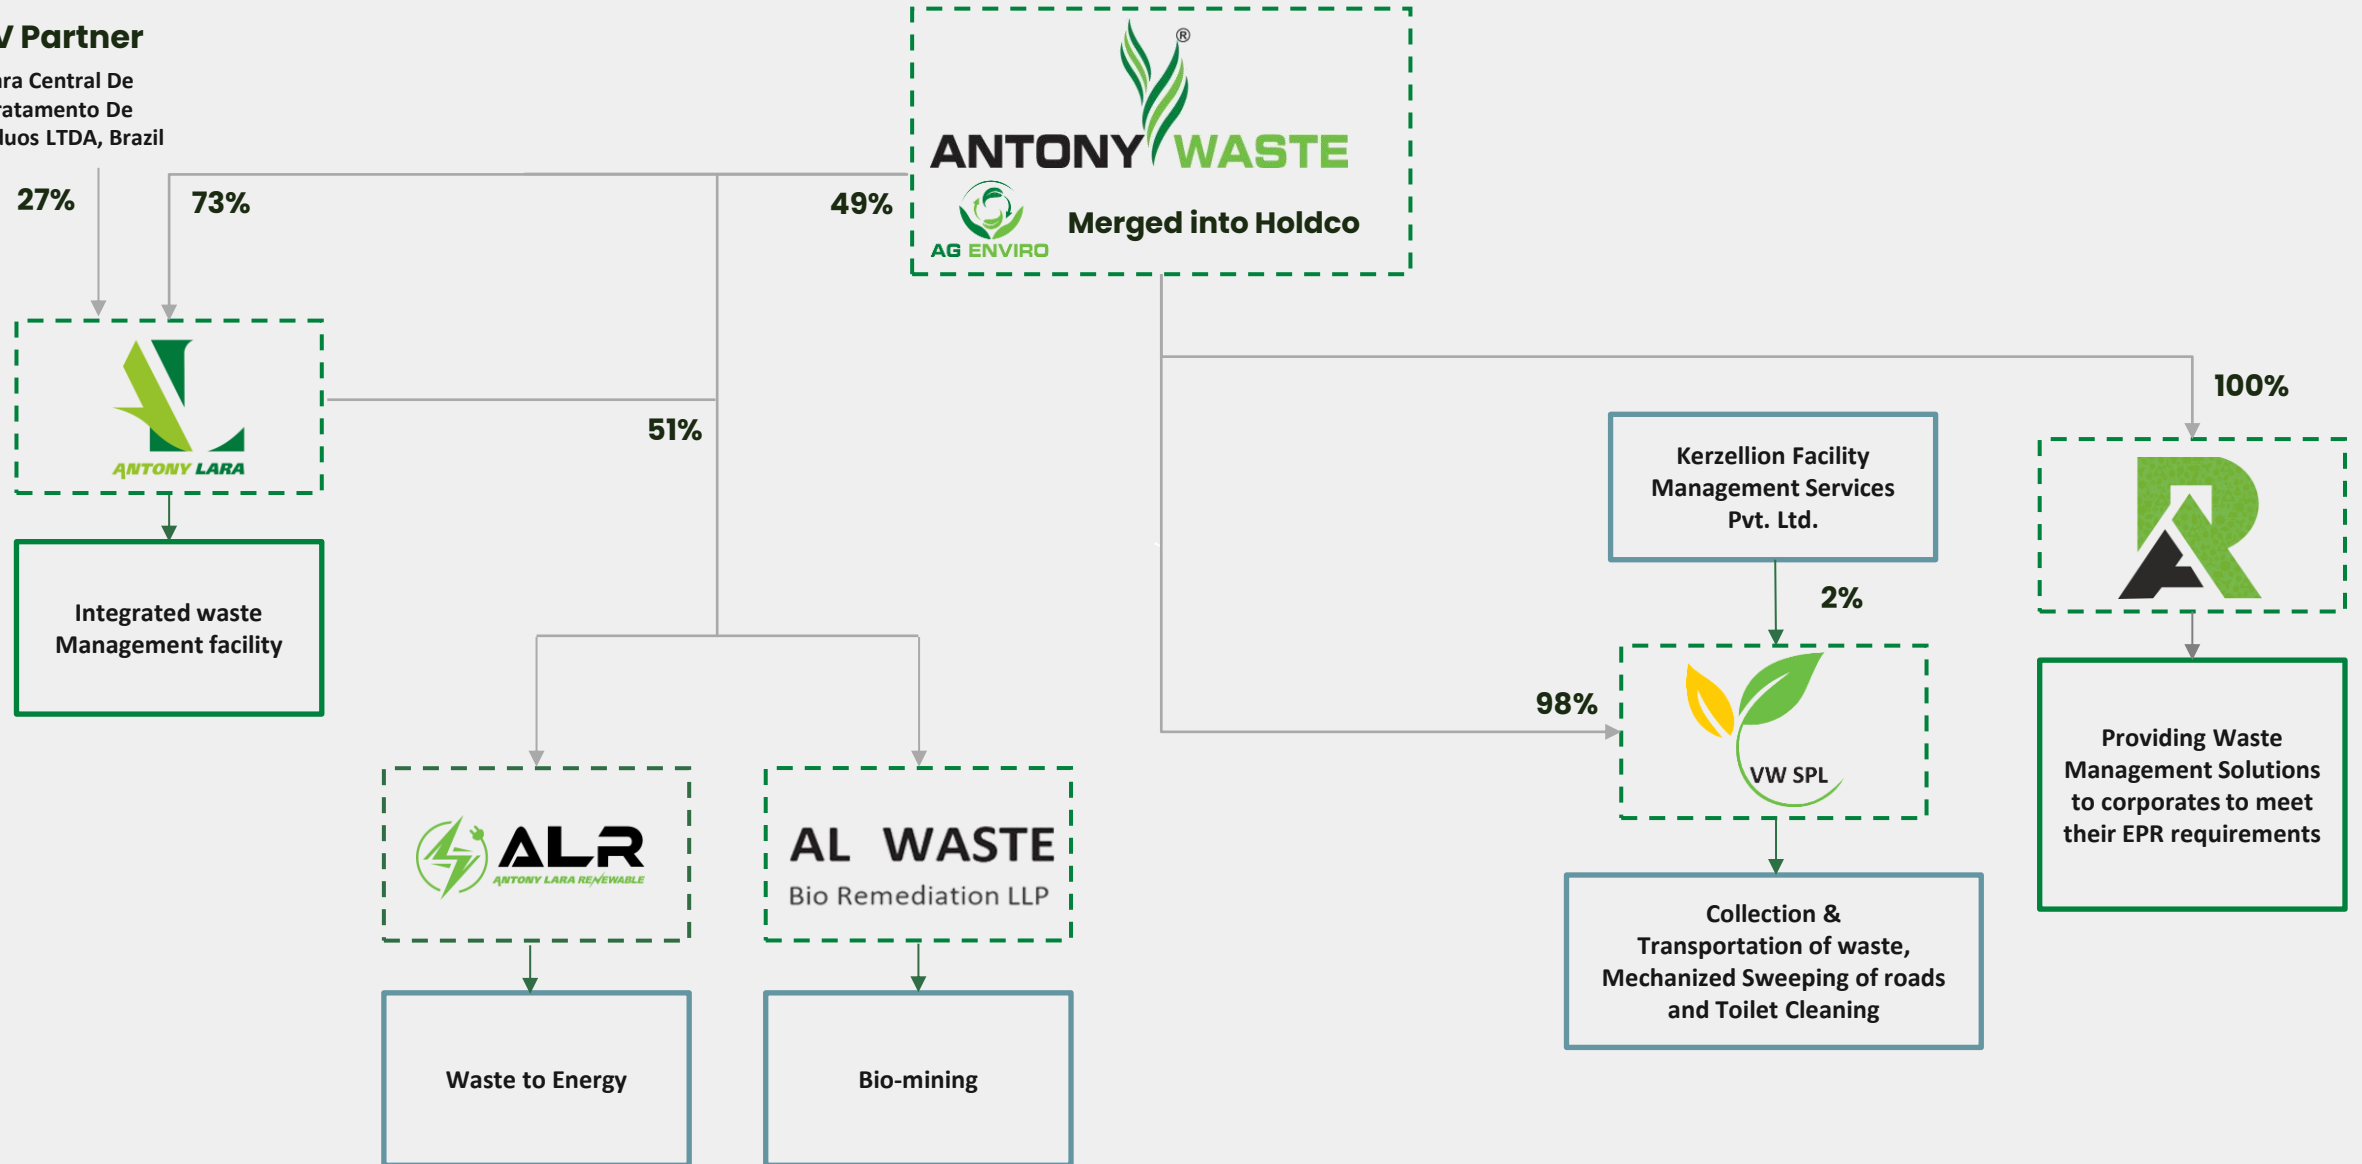 V Partner
ara Central De
ratamento De
duos LTDA, Brazil
27%
73%
49%
®
ANTONY WASTE
AG ENVIRO
Merged into Holdco
ANTONY LARA
51%
100%
Kerzellion Facility
Management Services
Pvt. Ltd.
2%
Integrated waste
Management facility
98%
VW SPL
AR
Providing Waste
Management Solutions
to corporates to meet
their EPR requirements
ALR
ANTONY LARA RENEWABLE
AL WASTE
Bio Remediation LLP
Collection &
Transportation of waste,
Mechanized Sweeping of roads
and Toilet Cleaning
Waste to Energy
Bio-mining